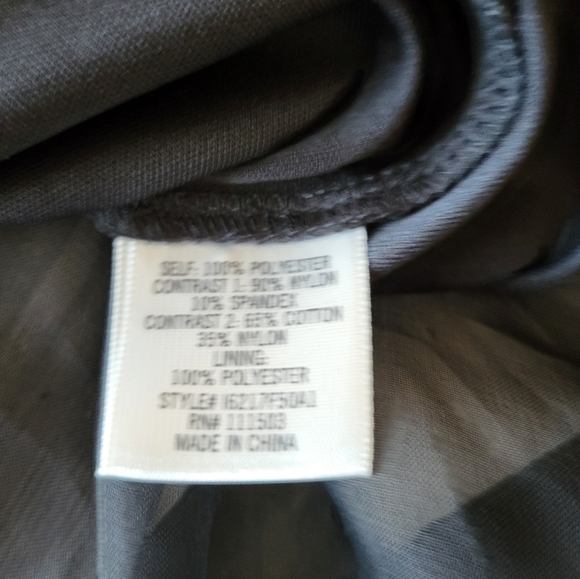 SELF: 100% POLYESTER
CONTRAST 1: 90% NYLON
10% SPANDEX
CONTRAST 2: 65% COTTON
35% NYLON
LINING:
100% POLYESTER
STYLE# I6217F50A1
RN# 111503
MADE IN CHINA